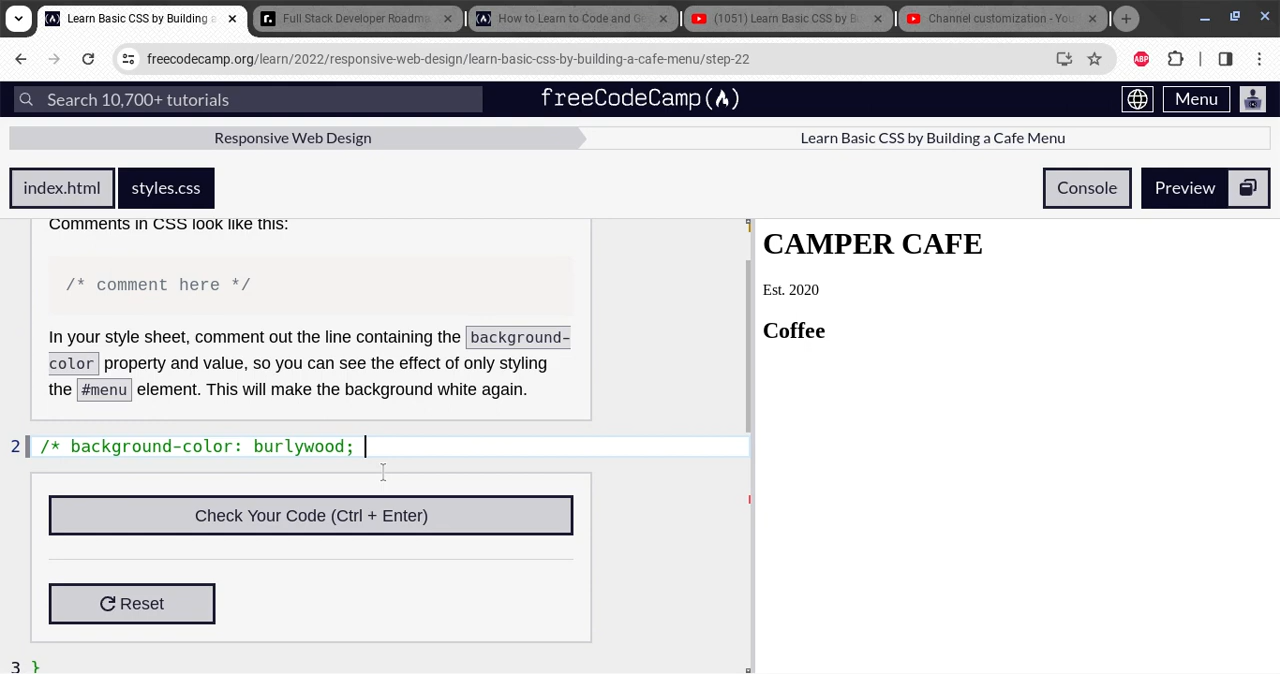 Learn Basic CSS by Building a
Full Stack Developer Roadma
How to Learn to Code and Ge
(1051) Learn Basic CSS by Bu
Channel customization - You
freecodecamp.org/learn/2022/responsive-web-design/learn-basic-css-by-building-a-cafe-menu/step-22
ABP
Search 10,700+ tutorials
freeCodeCamp
Menu
Responsive Web Design
Learn Basic CSS by Building a Cafe Menu
index.html
styles.css
Console
Preview
Comments in CSS look like this:
/* comment here */
In your style sheet, comment out the line containing the background-
color property and value, so you can see the effect of only styling
the #menu element. This will make the background white again.
2 /* background-color: burlywood;
Check Your Code (Ctrl + Enter)
Reset
3 }
CAMPER CAFE
Est. 2020
Coffee